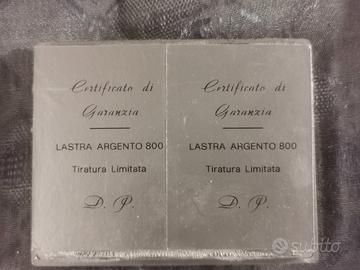 Certificato di
Garanzia
LASTRA ARGENTO 800
Tiratura Limitata
D. P.
Certificato di
Garanzia
LASTRA ARGENTO 800
Tiratura Limitata
D. P.
subito